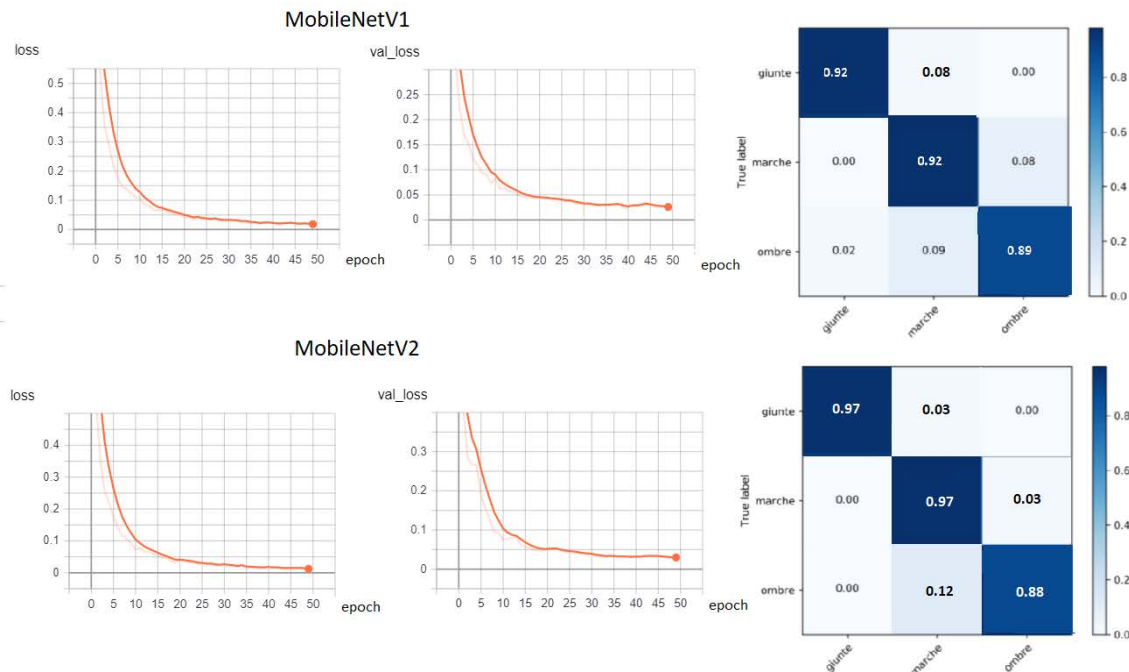 MobileNetV1
loss
0.5
0.4
0.3
0.2
0.1
0
0 5 10 15 20 25 30 35 40 45 50
epoch
val_loss
0.25
0.2
0.15
0.1
0.05
0
0 5 10 15 20 25 30 35 40 45 50
epoch
True label
giunte 0.92 0.08 0.00
marche 0.00 0.92 0.08
ombre 0.02 0.09 0.89
giunte marche ombre
0.8
0.6
0.4
0.2
0.0
MobileNetV2
loss
0.4
0.3
0.2
0.1
0
0 5 10 15 20 25 30 35 40 45 50
epoch
val_loss
0.3
0.2
0.1
0
0 5 10 15 20 25 30 35 40 45 50
epoch
True label
giunte 0.97 0.03 0.00
marche 0.00 0.97 0.03
ombre 0.00 0.12 0.88
giunte marche ombre
0.8
0.6
0.4
0.2
0.0